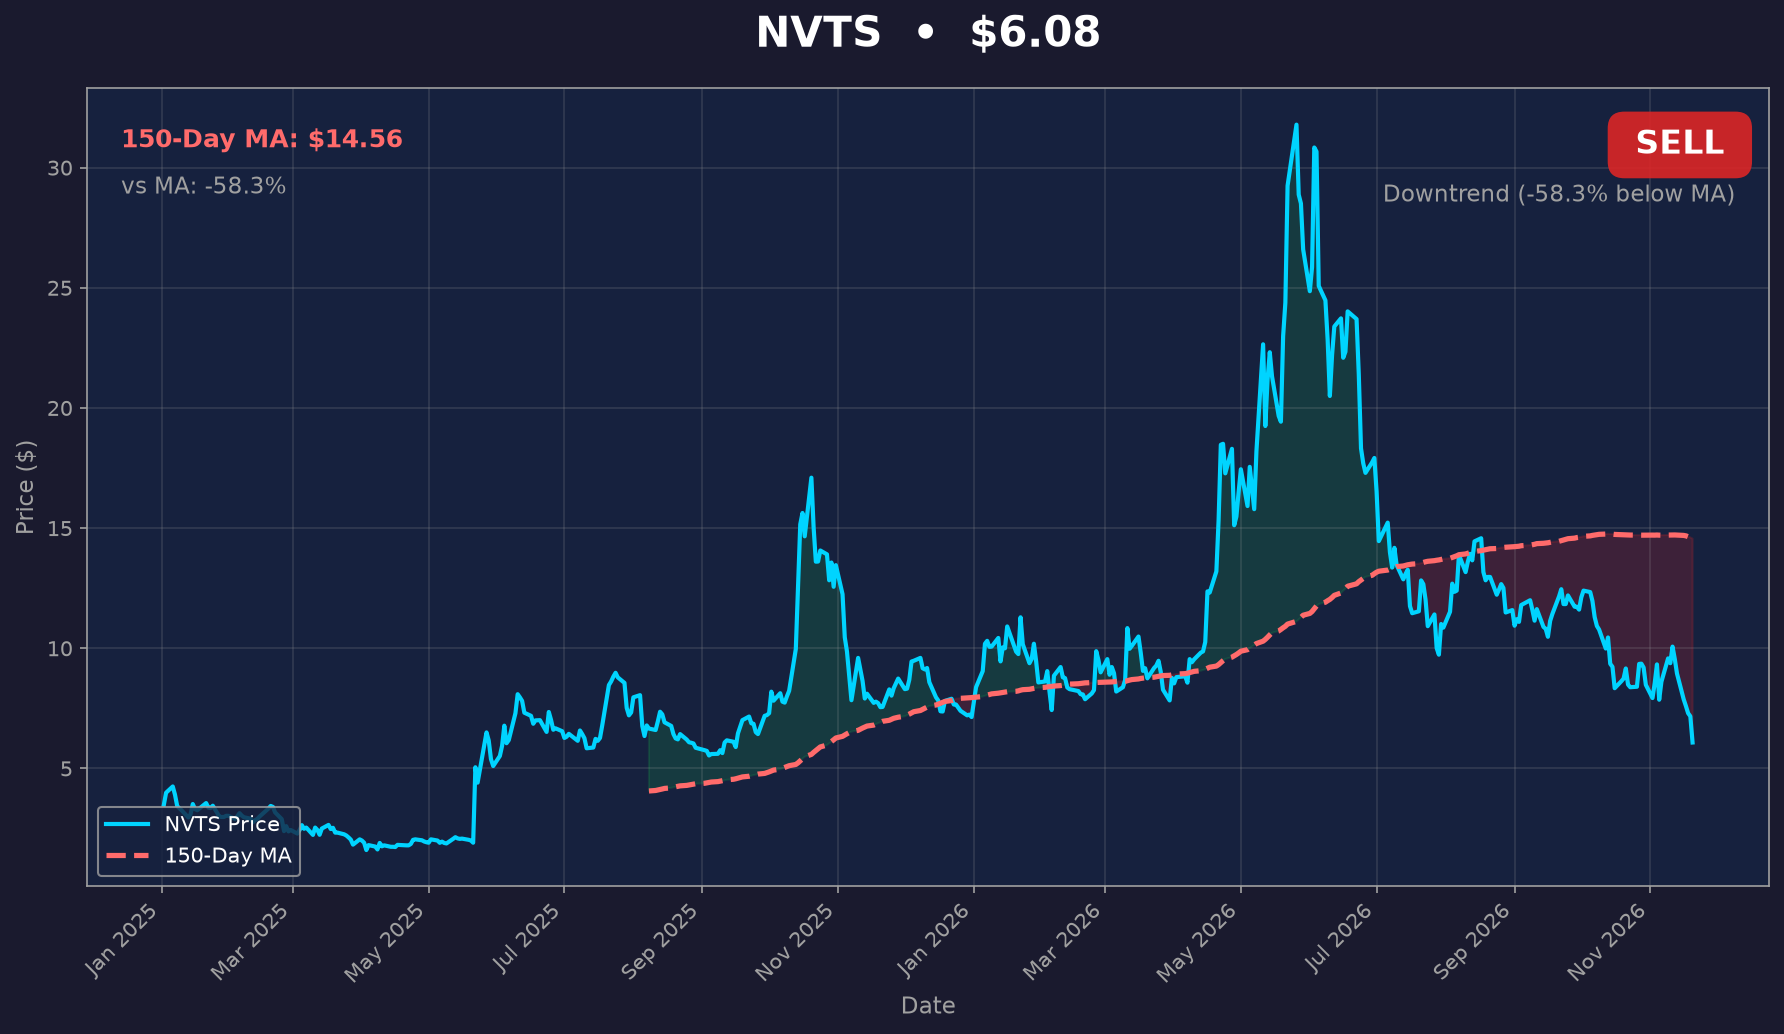 NVTS • $6.08
150-Day MA: $14.56
vs MA: -58.3%
SELL
Downtrend (-58.3% below MA)
Price ($)
30
25
20
15
10
5
NVTS Price
150-Day MA
Jan 2025
Mar 2025
May 2025
Jul 2025
Sep 2025
Nov 2025
Jan 2026
Mar 2026
May 2026
Jul 2026
Sep 2026
Nov 2026
Date